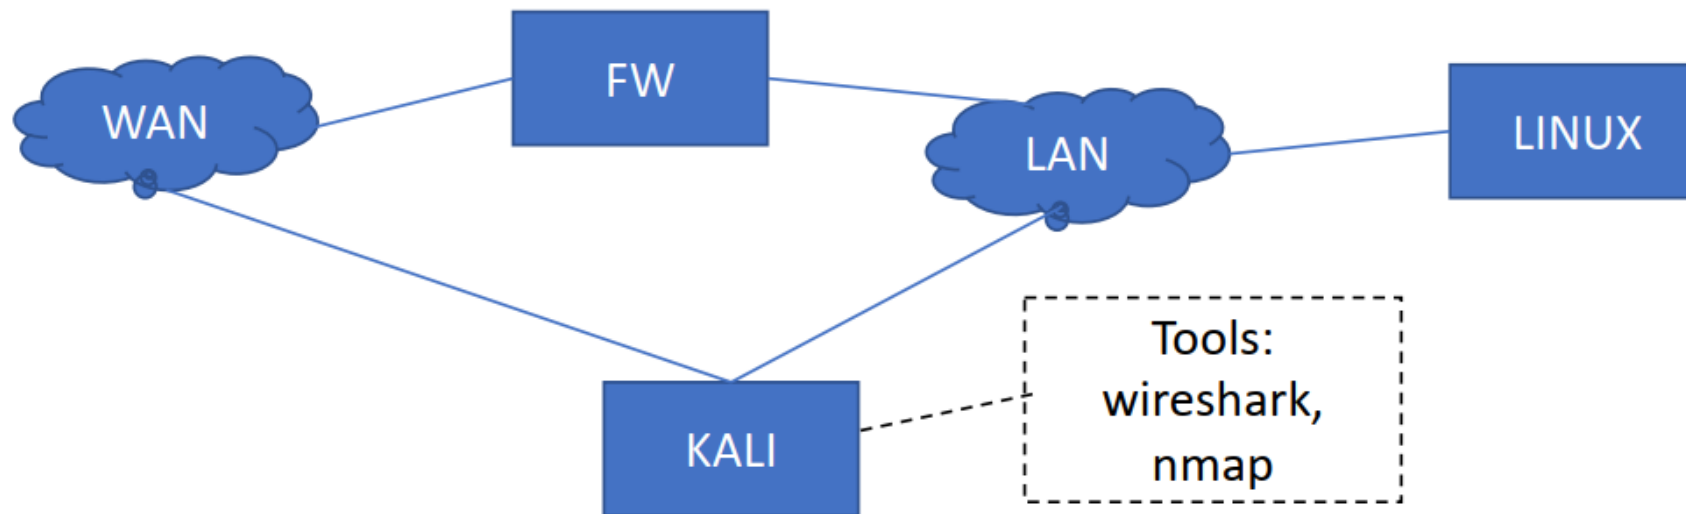 WAN
FW
LAN
LINUX
KALI
Tools:
wireshark,
nmap